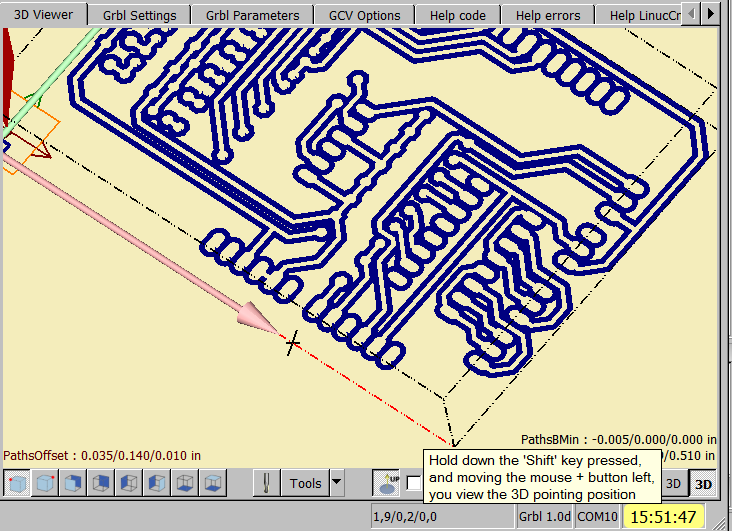 3D Viewer Grbl Settings Grbl Parameters GCV Options Help code Help errors Help LinucCr
PathsBMin : -0.005/0.000/0.000 in
PathsOffset : 0.035/0.140/0.010 in
0/0.510 in
Hold down the 'Shift' key pressed,
and moving the mouse + button left,
you view the 3D pointing position
Tools UP 3D 3D
1,9/0,2/0,0 Grbl 1.0d COM10 15:51:47